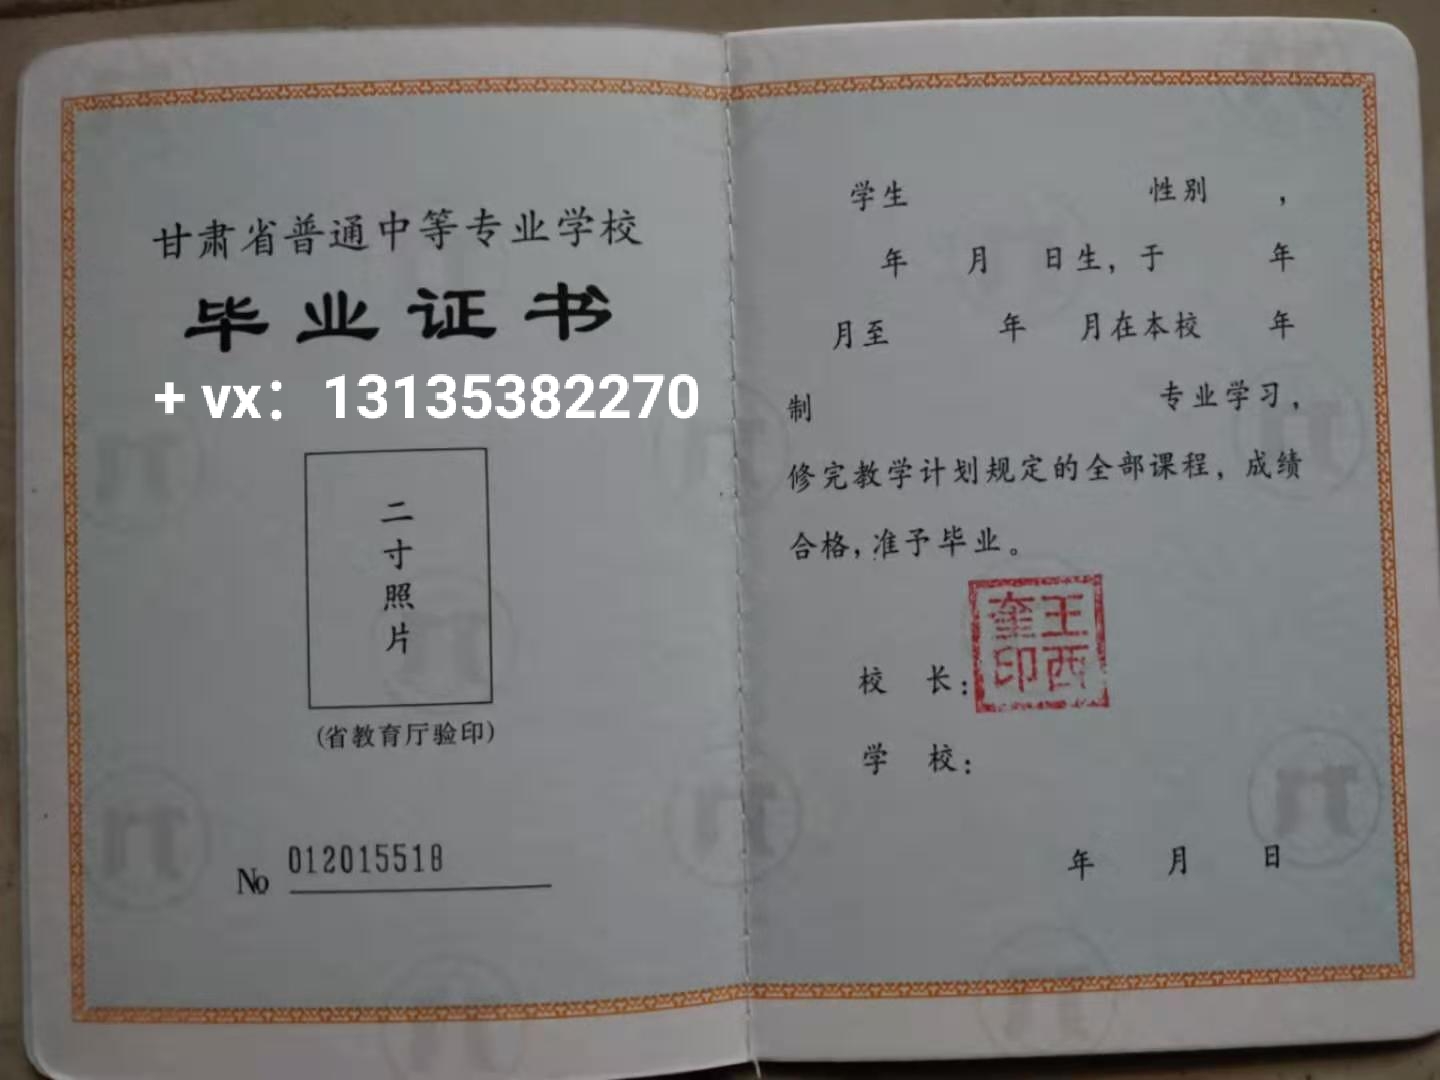 甘肃省普通中等专业学校
毕业证书
+ vx：13135382270
二
寸
照
片
(省教育厅验印)
No 012015518
学生 性别 ，
年 月 日生，于 年
月至 年 月在本校 年
制 专业学习，
修完教学计划规定的全部课程，成绩
合格，准予毕业。
校 长：
王西奎印
学 校：
年 月 日